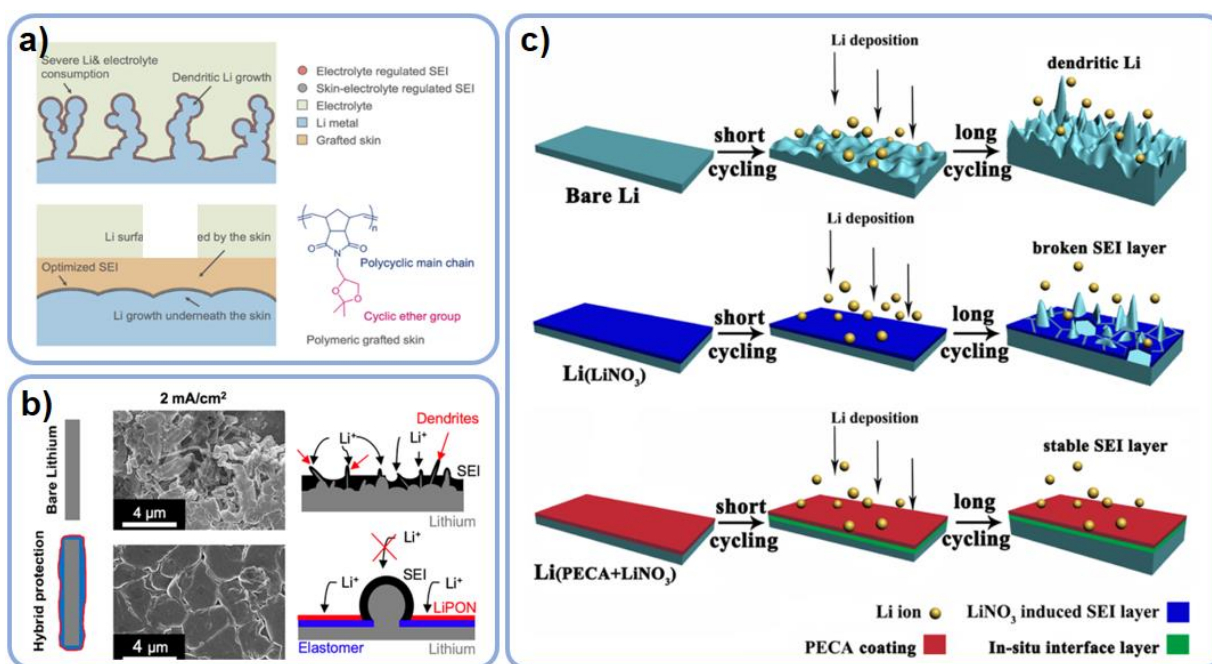 a)
Severe Li& electrolyte
consumption
Dendritic Li growth
Electrolyte regulated SEI
Skin-electrolyte regulated SEI
Electrolyte
Li metal
Grafted skin
Li surfa
ed by the skin
Optimized SEI
Li growth underneath the skin
n
O
N
O
Polycyclic main chain
O
O
Cyclic ether group
Polymeric grafted skin
b)
2 mA/cm²
Bare Lithium
4 μm
Dendrites
Li⁺
Li⁺
SEI
Lithium
Hybrid protection
4 μm
Li⁺
SEI
Li⁺
Li⁺
LiPON
Elastomer
Lithium
c)
Li deposition
dendritic Li
short
cycling
long
cycling
Bare Li
Li deposition
broken SEI layer
short
cycling
long
cycling
Li(LiNO₃)
Li deposition
stable SEI layer
short
cycling
long
cycling
Li(PECA+LiNO₃)
Li ion
LiNO₃ induced SEI layer
PECA coating
In-situ interface layer